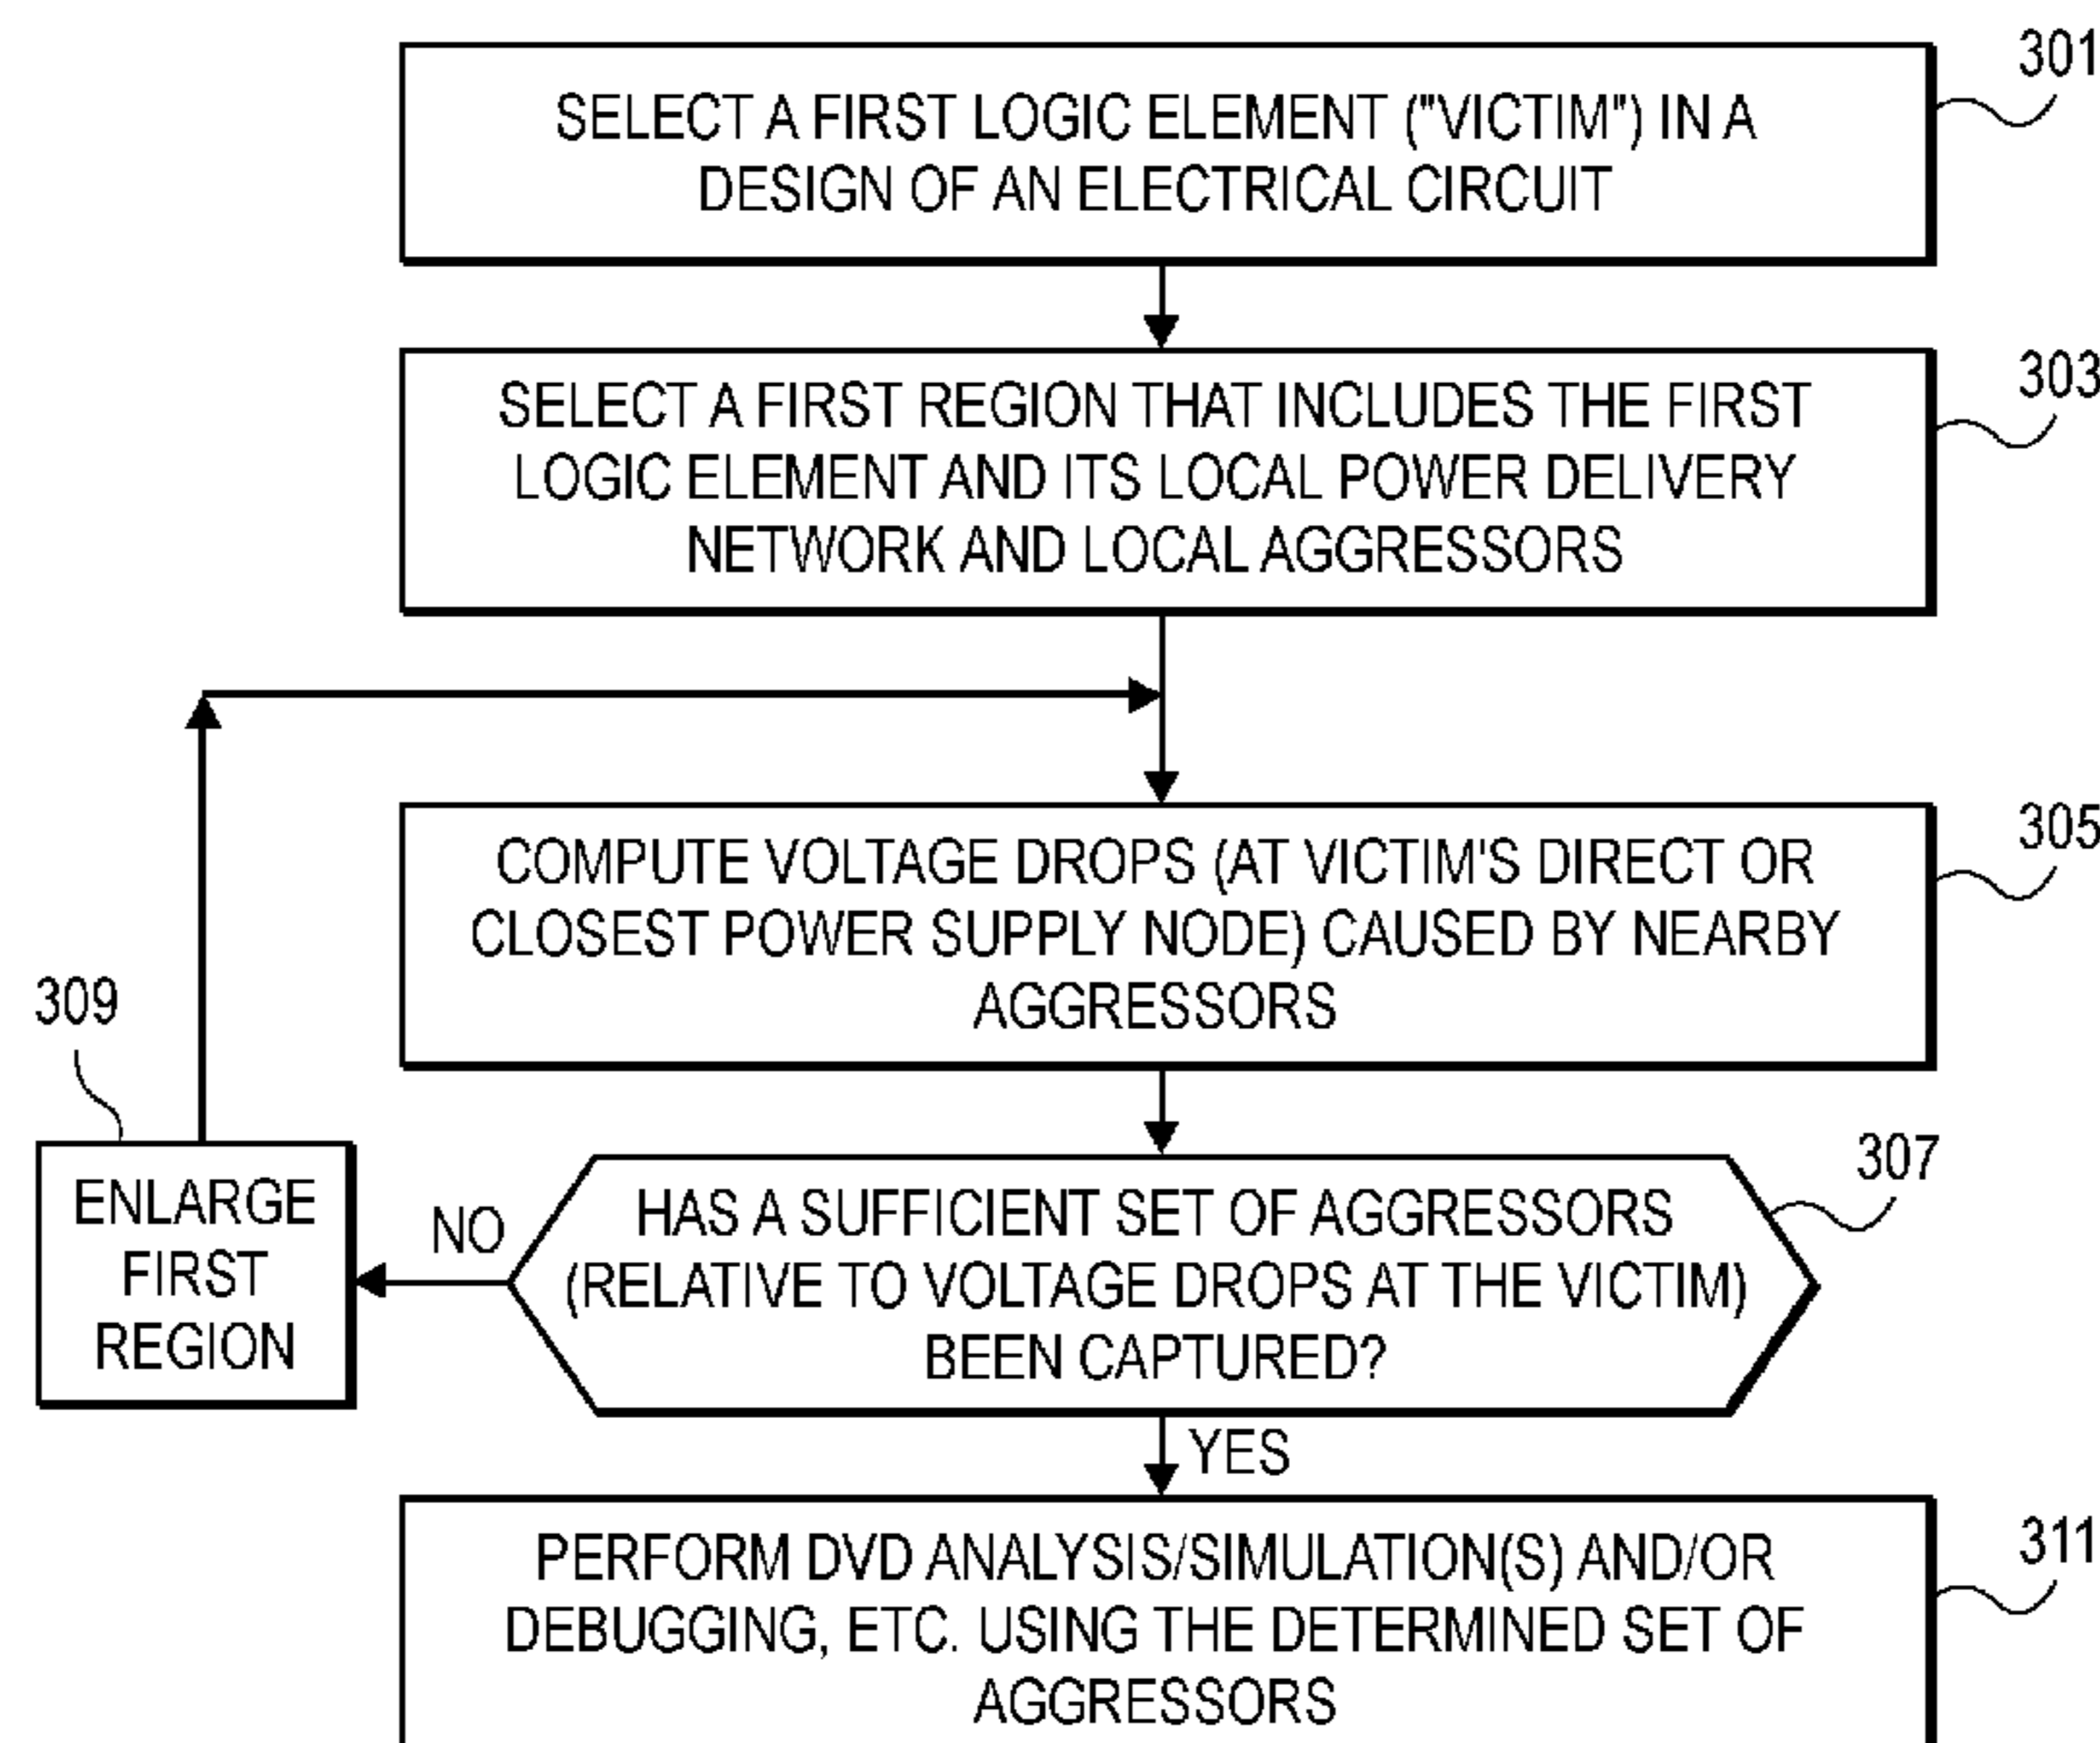 301
SELECT A FIRST LOGIC ELEMENT ("VICTIM") IN A
DESIGN OF AN ELECTRICAL CIRCUIT
303
SELECT A FIRST REGION THAT INCLUDES THE FIRST
LOGIC ELEMENT AND ITS LOCAL POWER DELIVERY
NETWORK AND LOCAL AGGRESSORS
305
COMPUTE VOLTAGE DROPS (AT VICTIM'S DIRECT OR
CLOSEST POWER SUPPLY NODE) CAUSED BY NEARBY
AGGRESSORS
307
HAS A SUFFICIENT SET OF AGGRESSORS
(RELATIVE TO VOLTAGE DROPS AT THE VICTIM)
BEEN CAPTURED?
NO
309
ENLARGE
FIRST
REGION
YES
311
PERFORM DVD ANALYSIS/SIMULATION(S) AND/OR
DEBUGGING, ETC. USING THE DETERMINED SET OF
AGGRESSORS